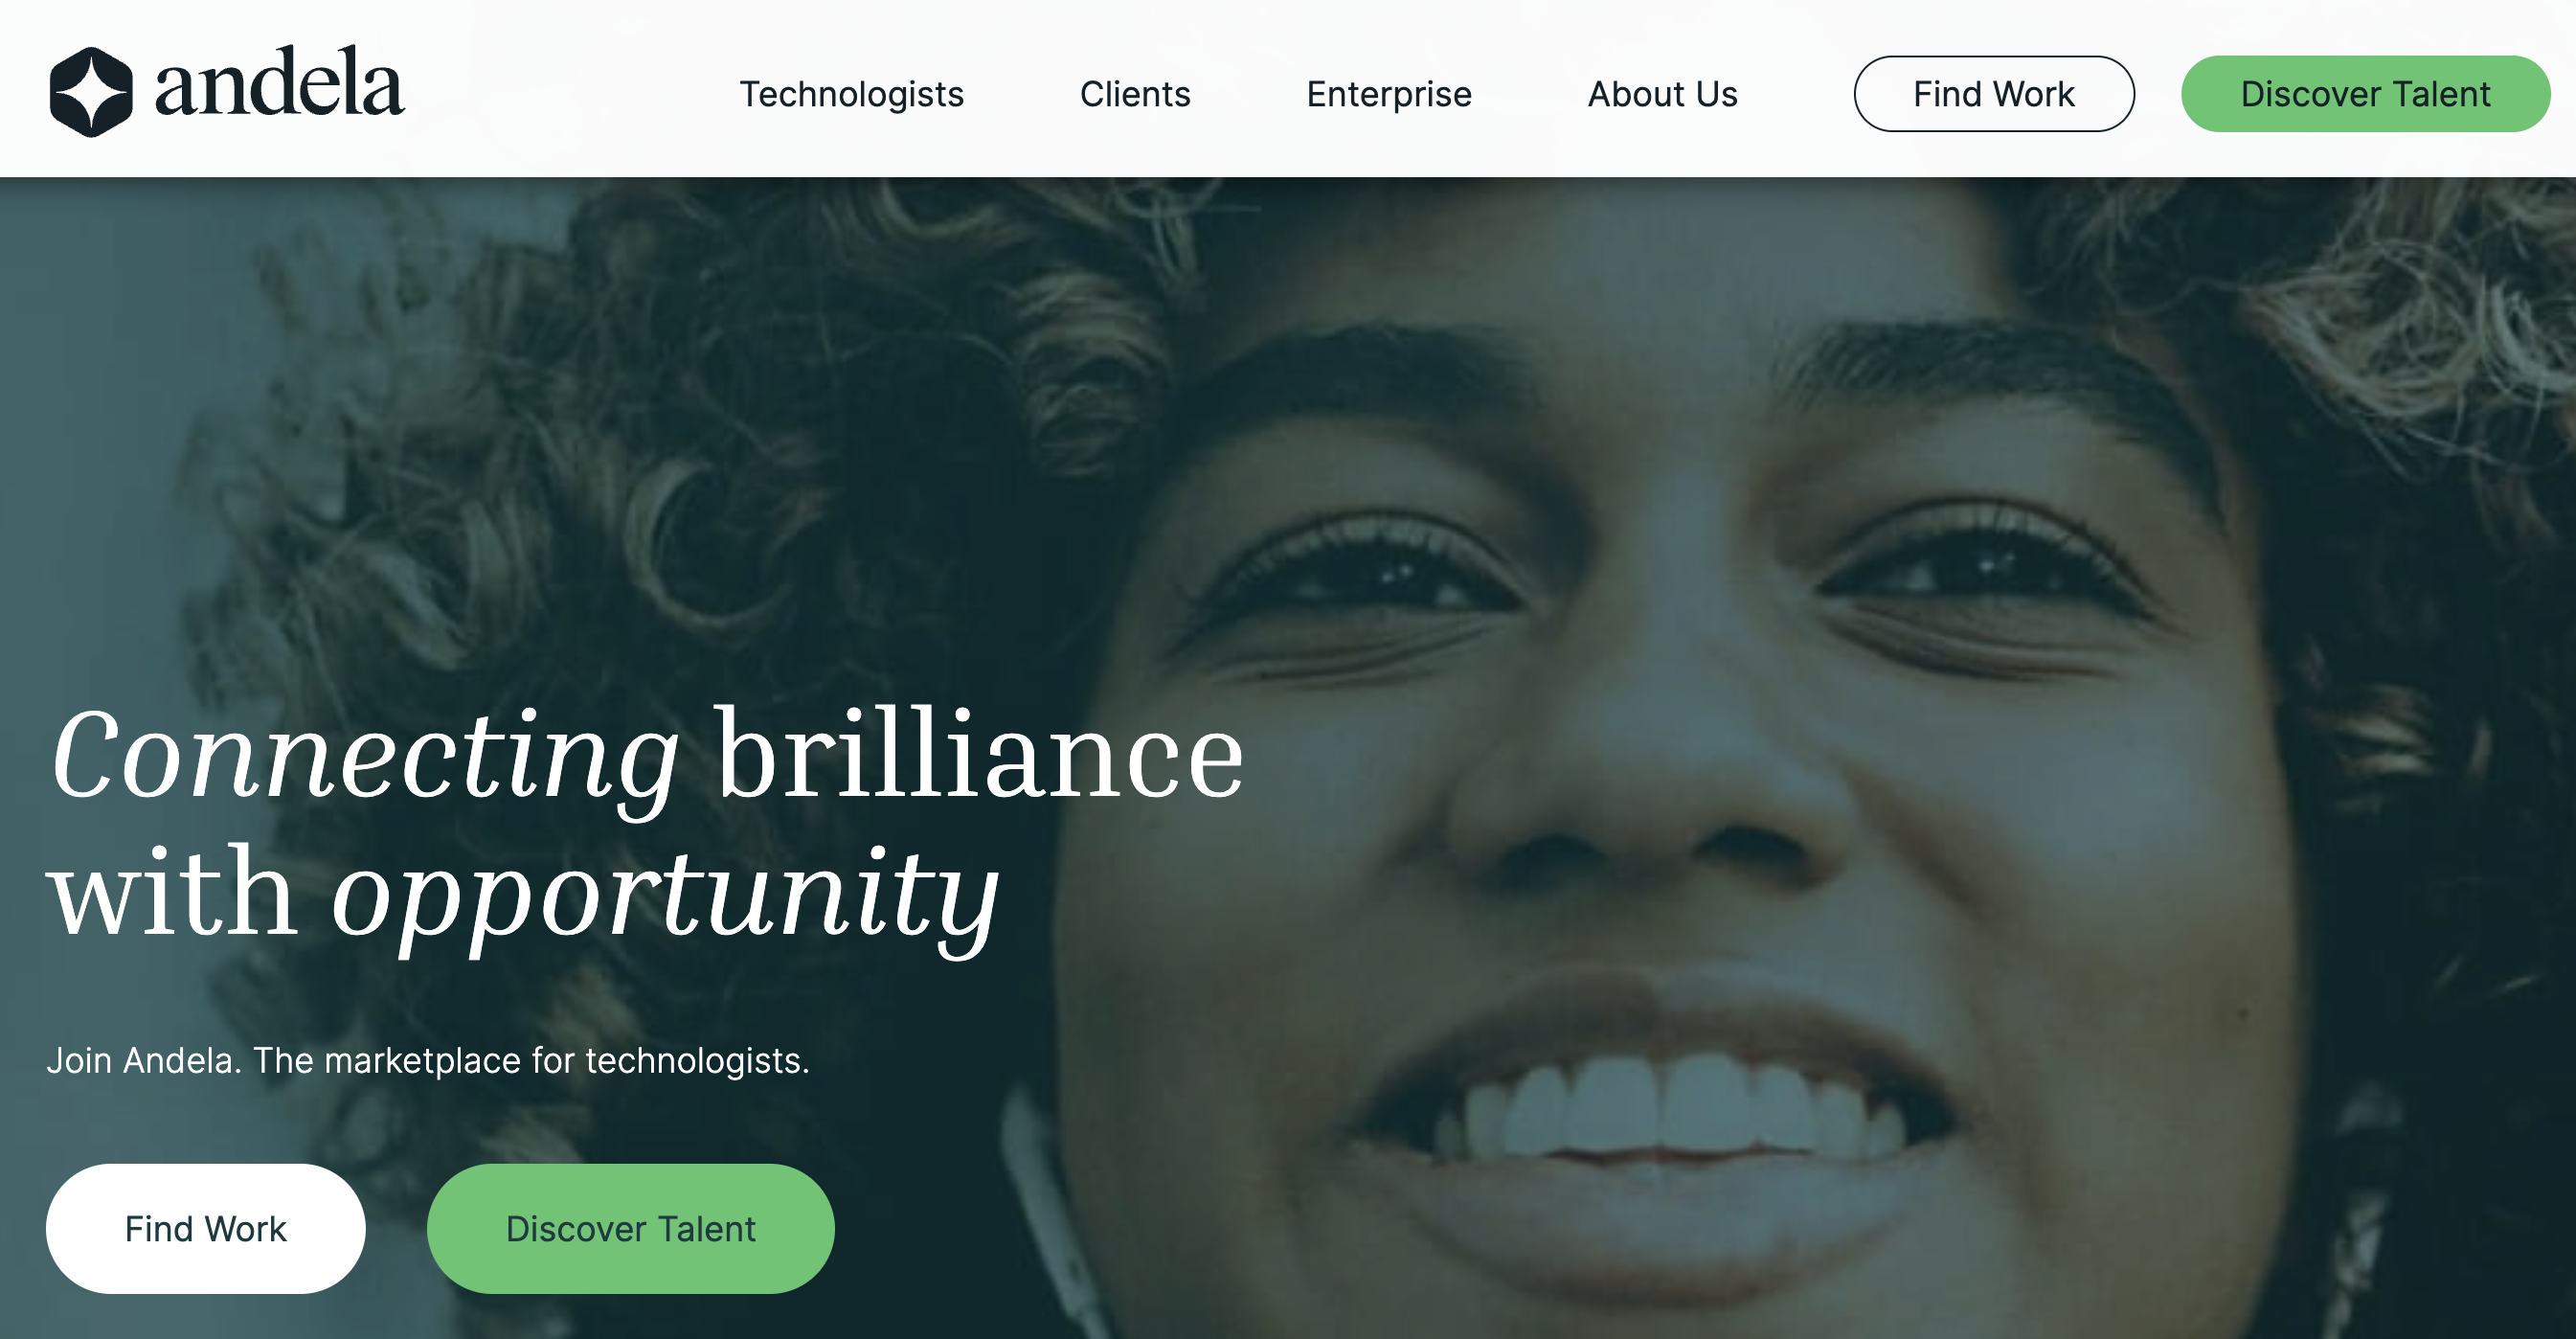 andela
Technologists
Clients
Enterprise
About Us
Find Work
Discover Talent
Connecting brilliance
with opportunity
Join Andela. The marketplace for technologists.
Find Work
Discover Talent